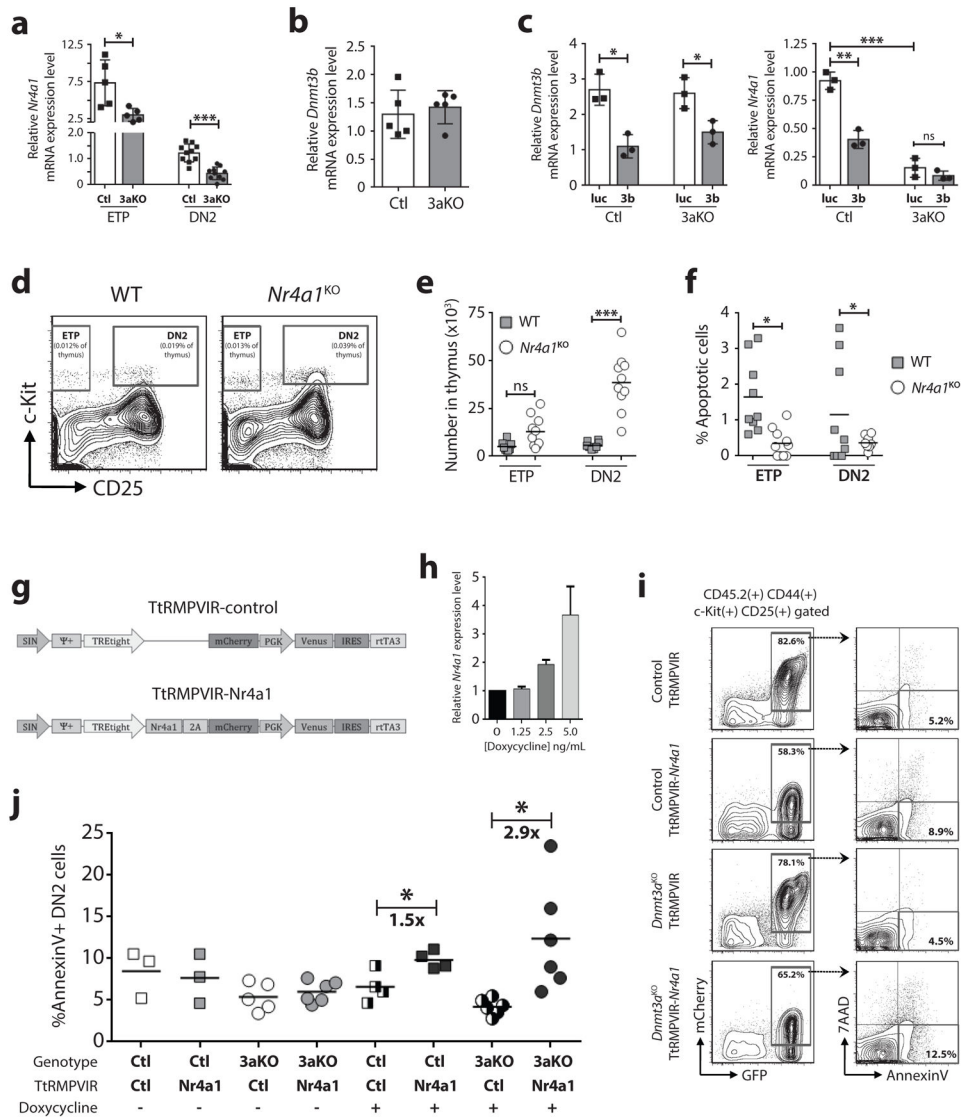 a
Relative Nr4a1
mRNA expression level
12.5
7.5
2.5
2.0
1.0
0.0
*
***
Ctl 3aKO Ctl 3aKO
ETP DN2
b
Relative Dnmt3b
mRNA expression level
2.5
2.0
1.5
1.0
0.5
0.0
Ctl 3aKO
c
Relative Dnmt3b
mRNA expression level
4
3
2
1
0
*
*
luc 3b luc 3b
Ctl 3aKO
Relative Nr4a1
mRNA expression level
1.25
1.00
0.75
0.50
0.25
0.00
***
**
ns
luc 3b luc 3b
Ctl 3aKO
d
WT Nr4a1KO
ETP
(0.012% of
thymus)
DN2
(0.019% of
thymus)
ETP
(0.013% of
thymus)
DN2
(0.039% of
thymus)
c-Kit
CD25
e
Number in thymus (x10³)
75
50
25
0
WT
Nr4a1KO
ns
***
ETP DN2
f
% Apoptotic cells
4
3
2
1
0
*
*
WT
Nr4a1KO
ETP DN2
g
TtRMPVIR-control
SIN Ψ+ TREtight mCherry PGK Venus IRES rtTA3
TtRMPVIR-Nr4a1
SIN Ψ+ TREtight Nr4a1 2A mCherry PGK Venus IRES rtTA3
h
Relative Nr4a1 expression level
5
4
3
2
1
0
0 1.25 2.5 5.0
[Doxycycline] ng/mL
i
CD45.2(+) CD44(+)
c-Kit(+) CD25(+) gated
Control
TtRMPVIR
82.6%
5.2%
Control
TtRMPVIR-Nr4a1
58.3%
8.9%
Dnmt3aKO
TtRMPVIR
78.1%
4.5%
Dnmt3aKO
TtRMPVIR-Nr4a1
65.2%
12.5%
mCherry
GFP
7AAD
AnnexinV
j
%AnnexinV+ DN2 cells
25
20
15
10
5
0
*
1.5x
*
2.9x
Genotype Ctl Ctl 3aKO 3aKO Ctl Ctl 3aKO 3aKO
TtRMPVIR Ctl Nr4a1 Ctl Nr4a1 Ctl Nr4a1 Ctl Nr4a1
Doxycycline - - - - + + + +